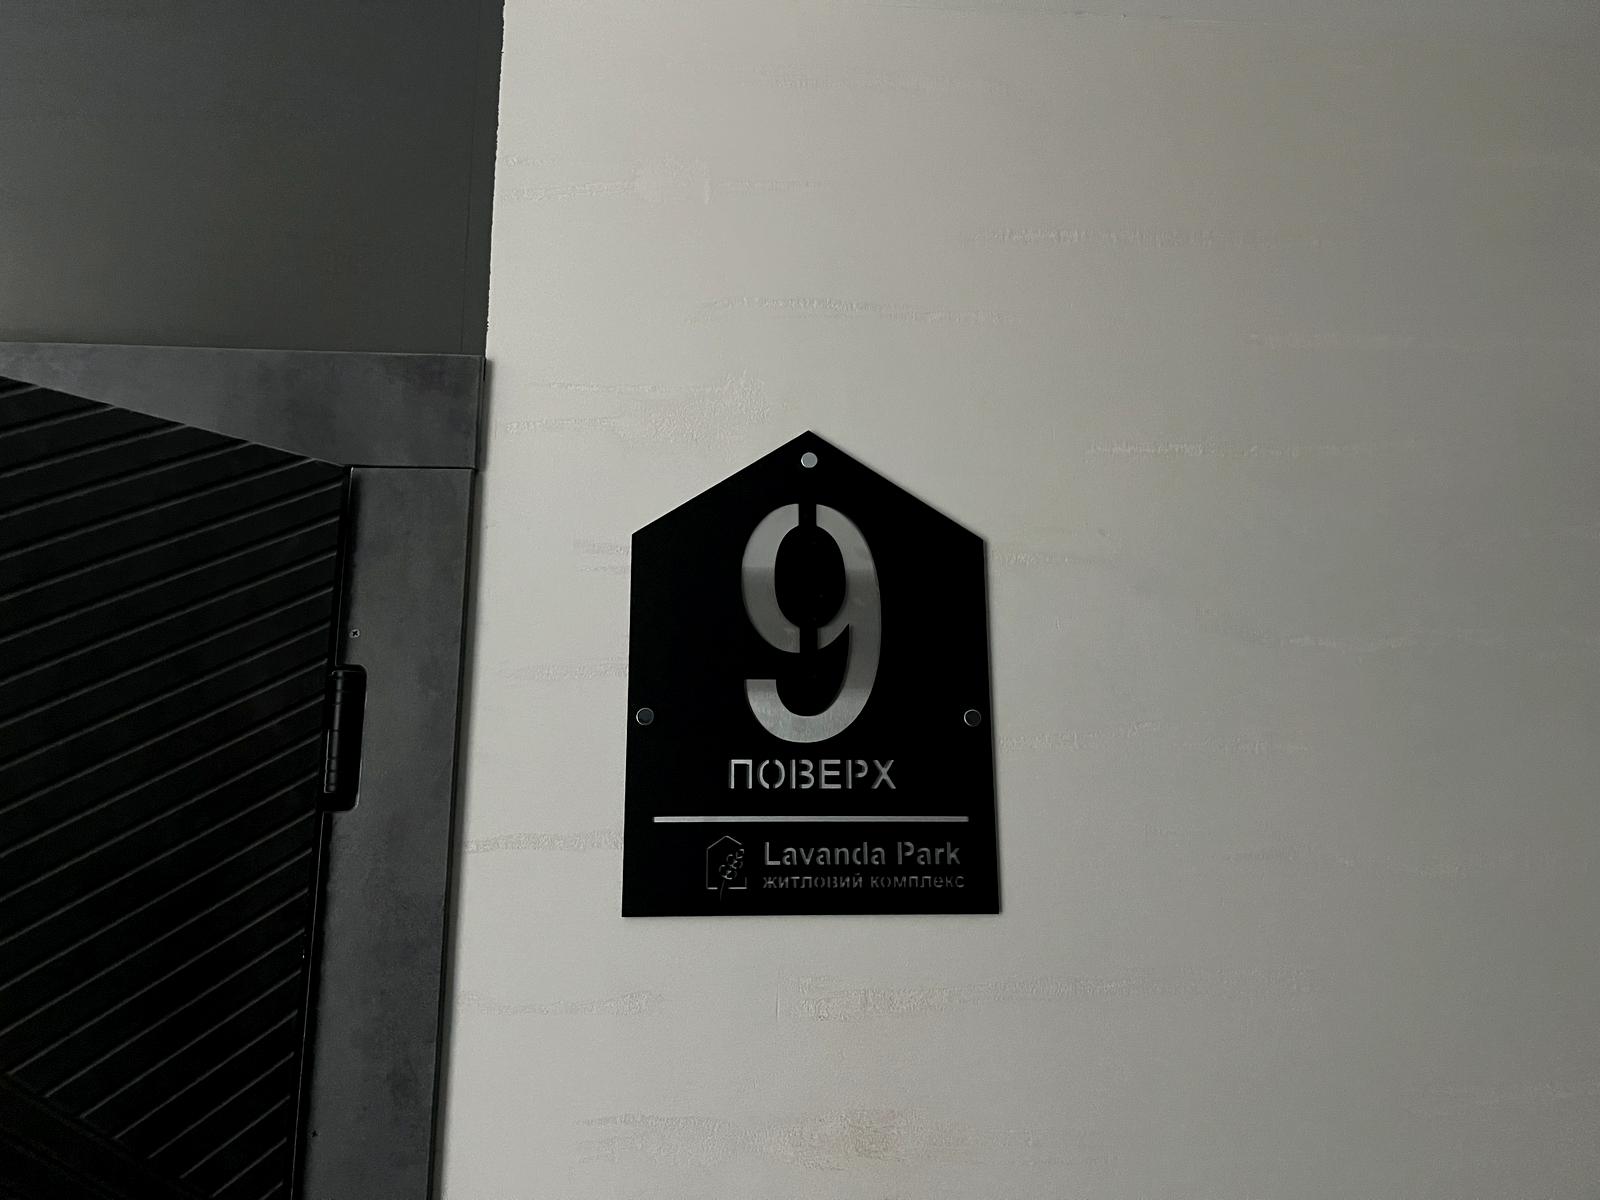 9
ПОВЕРХ
Lavanda Park
житловий комплекс